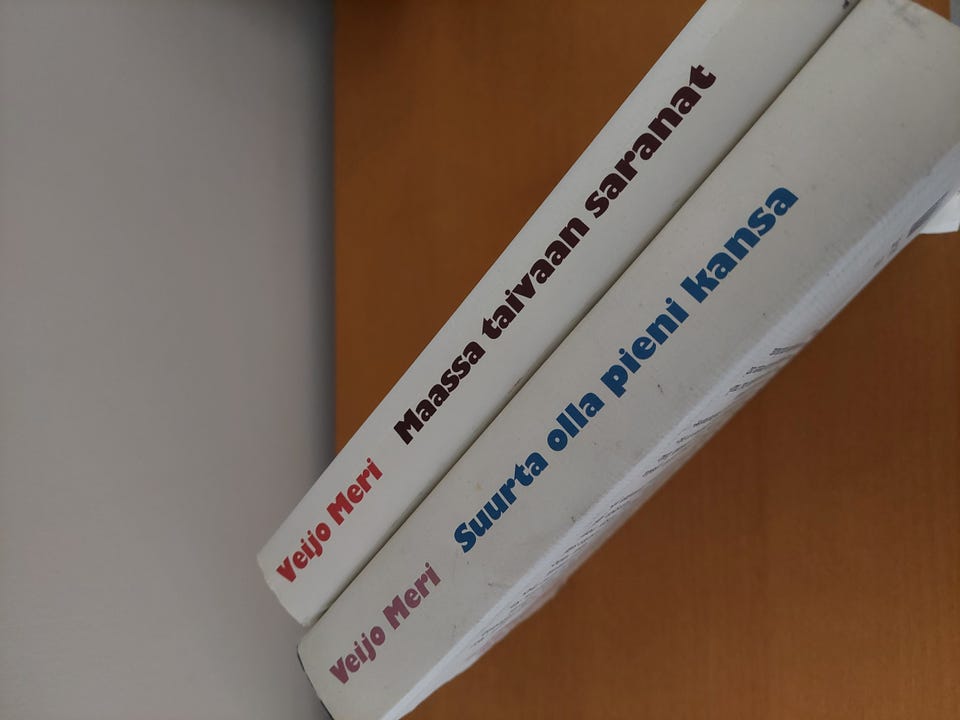 Veijo Meri Maassa taivaan saranat
Veijo Meri Suurta olla pieni kansa